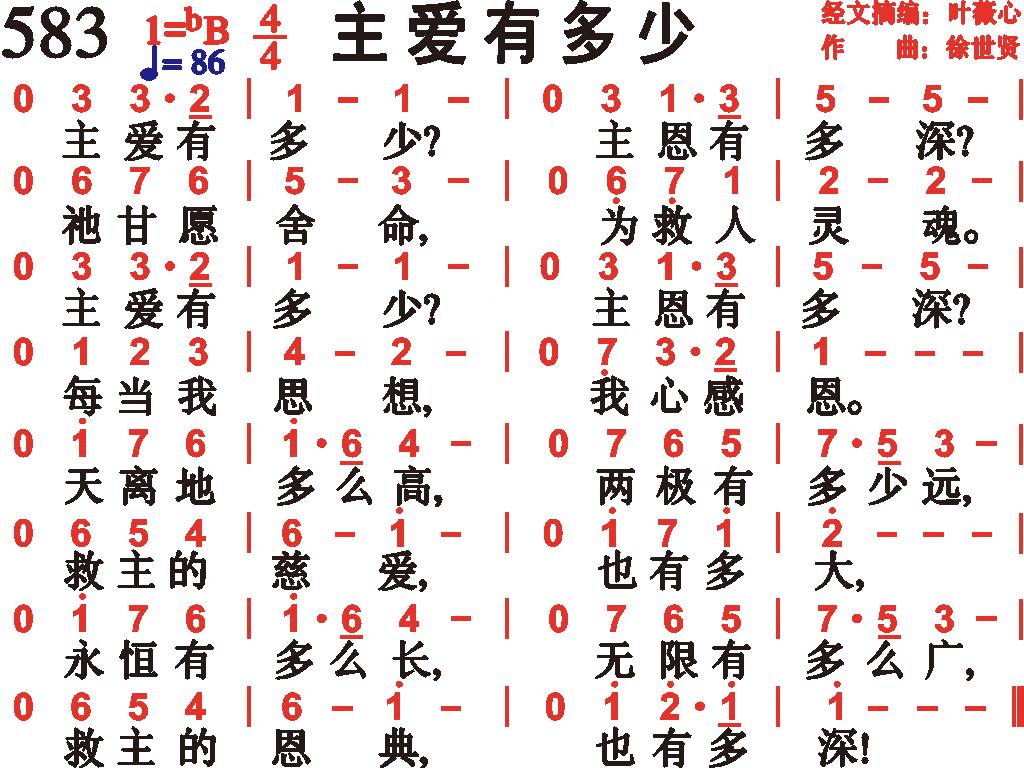 583 1=ᵇB 4/4 主爱有多少 经文摘编：叶薇心
♩= 86 作 曲：徐世贤
0 3 3·2 | 1 – 1 – | 0 3 1·3 | 5 – 5 – |
主 爱 有 多 少? 主 恩 有 多 深?
0 6 7 6 | 5 – 3 – | 0 6̣ 7̣ 1 | 2 – 2 – |
祂 甘 愿 舍 命, 为 救 人 灵 魂。
0 3 3·2 | 1 – 1 – | 0 3 1·3 | 5 – 5 – |
主 爱 有 多 少? 主 恩 有 多 深?
0 1 2 3 | 4 – 2 – | 0 7̣ 3·2 | 1 – – – |
每 当 我 思 想, 我 心 感 恩。
0 1̇ 7 6 | 1̇·6 4 – | 0 7 6 5 | 7·5 3 – |
天 离 地 多 么 高, 两 极 有 多 少 远,
0 6 5 4 | 6 – 1̇ – | 0 1̇ 7 1̇ | 2̇ – – – |
救 主 的 慈 爱, 也 有 多 大,
0 1̇ 7 6 | 1̇·6 4 – | 0 7 6 5 | 7·5 3 – |
永 恒 有 多 么 长, 无 限 有 多 么 广,
0 6 5 4 | 6 – 1̇ – | 0 1̇ 2̇·1̇ | 1̇ – – – ‖
救 主 的 恩 典, 也 有 多 深!